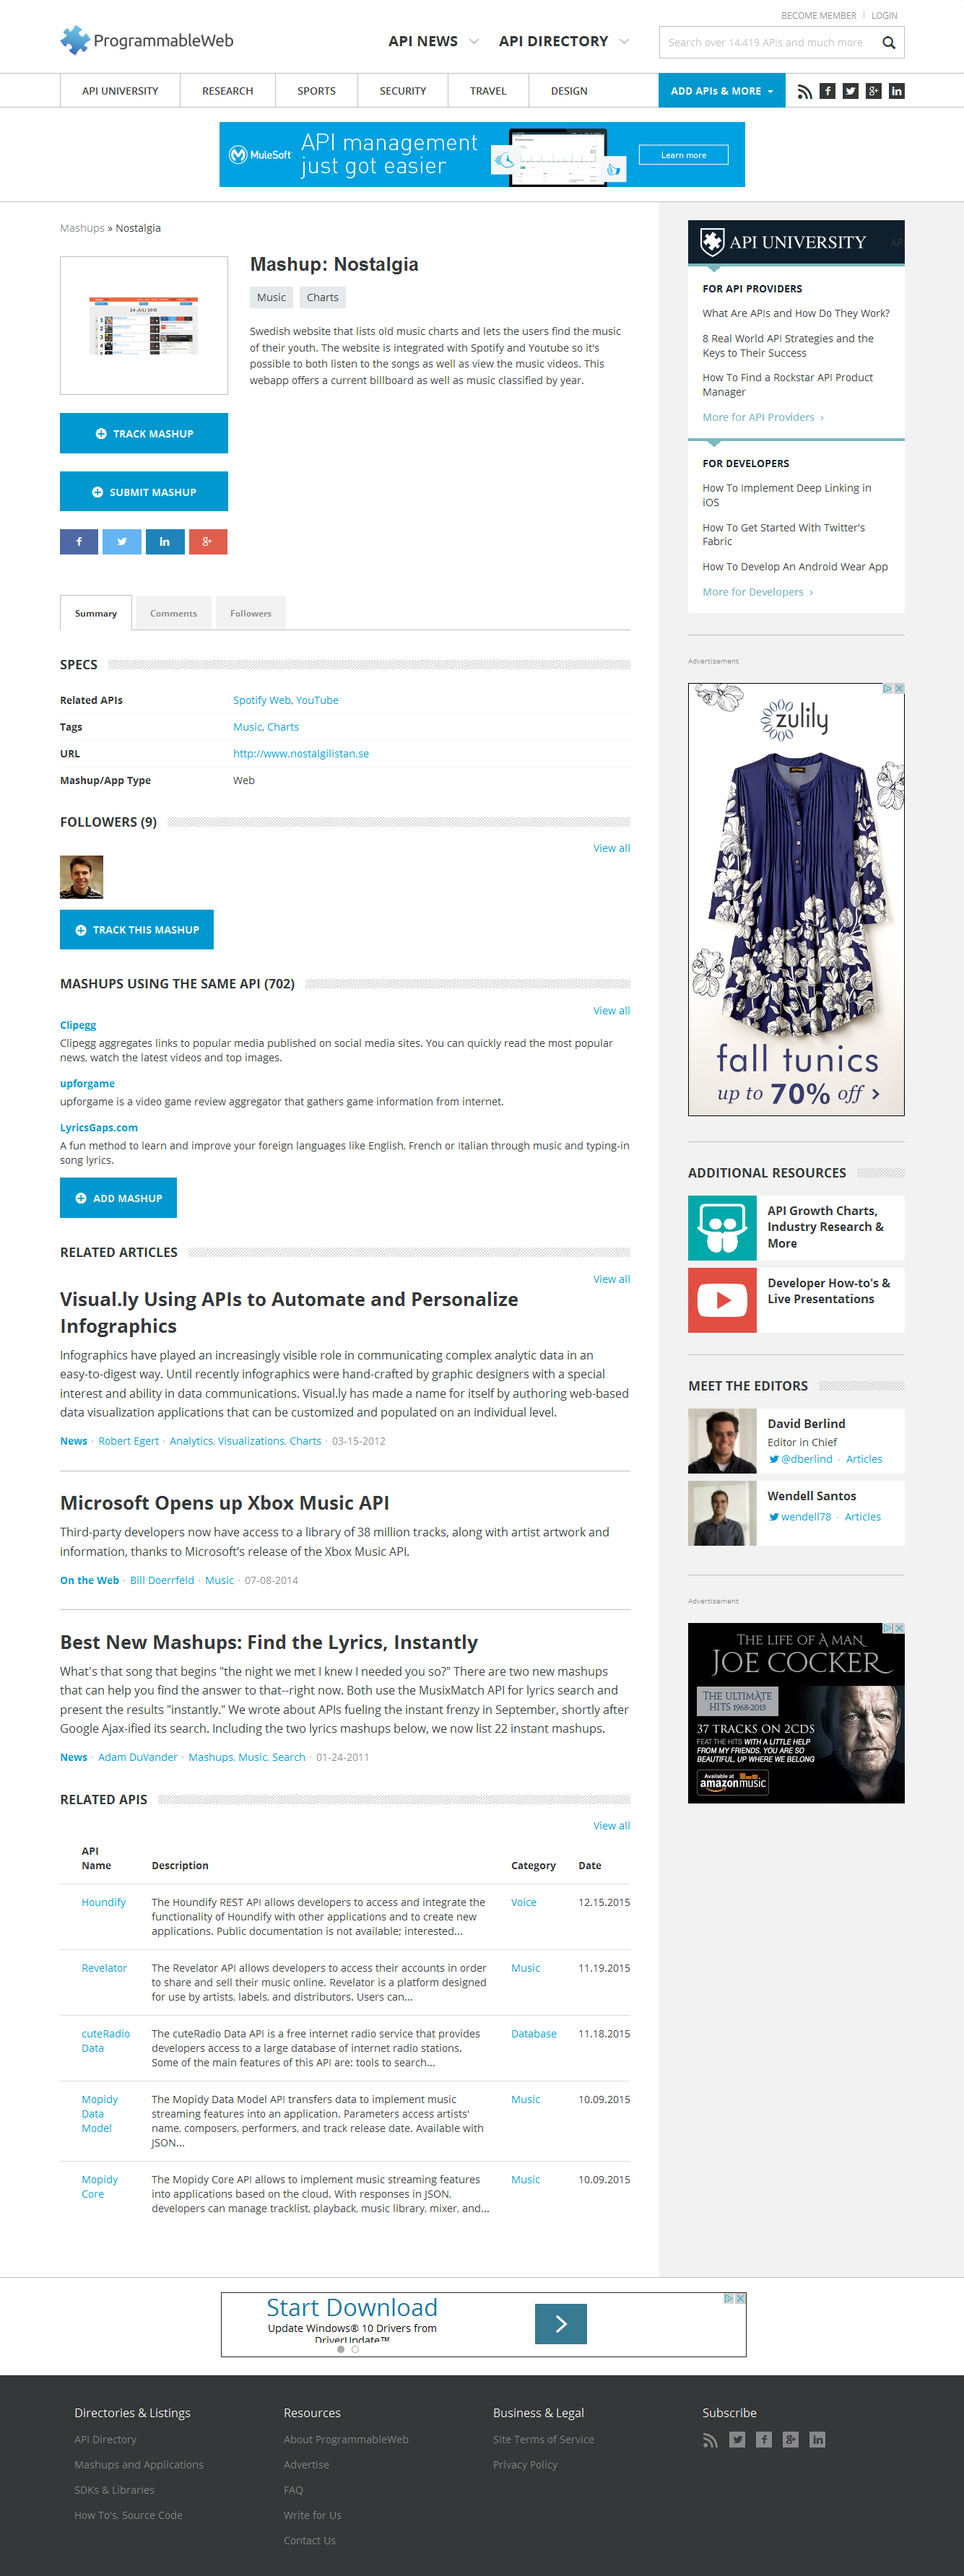 BECOME MEMBER | LOGIN
ProgrammableWeb
API NEWS
API DIRECTORY
Search over 14,419 APIs and much more
API UNIVERSITY
RESEARCH
SPORTS
SECURITY
TRAVEL
DESIGN
ADD APIs & MORE
MuleSoft
API management
just got easier
Learn more
Mashups » Nostalgia
24 JULI 2010
Mashup: Nostalgia
Music
Charts
Swedish website that lists old music charts and lets the users find the music
of their youth. The website is integrated with Spotify and Youtube so it's
possible to both listen to the songs as well as view the music videos. This
webapp offers a current billboard as well as music classified by year.
TRACK MASHUP
SUBMIT MASHUP
Summary
Comments
Followers
SPECS
Related APIs
Spotify Web, YouTube
Tags
Music, Charts
URL
http://www.nostalgilistan.se
Mashup/App Type
Web
FOLLOWERS (9)
View all
TRACK THIS MASHUP
MASHUPS USING THE SAME API (702)
View all
Clipegg
Clipegg aggregates links to popular media published on social media sites. You can quickly read the most popular
news, watch the latest videos and top images.
upforgame
upforgame is a video game review aggregator that gathers game information from internet.
LyricsGaps.com
A fun method to learn and improve your foreign languages like English, French or Italian through music and typing-in
song lyrics.
ADD MASHUP
RELATED ARTICLES
View all
Visual.ly Using APIs to Automate and Personalize
Infographics
Infographics have played an increasingly visible role in communicating complex analytic data in an
easy-to-digest way. Until recently infographics were hand-crafted by graphic designers with a special
interest and ability in data communications. Visual.ly has made a name for itself by authoring web-based
data visualization applications that can be customized and populated on an individual level.
News · Robert Egert · Analytics, Visualizations, Charts · 03-15-2012
Microsoft Opens up Xbox Music API
Third-party developers now have access to a library of 38 million tracks, along with artist artwork and
information, thanks to Microsoft's release of the Xbox Music API.
On the Web · Bill Doerrfeld · Music · 07-08-2014
Best New Mashups: Find the Lyrics, Instantly
What's that song that begins "the night we met I knew I needed you so?" There are two new mashups
that can help you find the answer to that--right now. Both use the MusixMatch API for lyrics search and
present the results "instantly." We wrote about APIs fueling the instant frenzy in September, shortly after
Google Ajax-ified its search. Including the two lyrics mashups below, we now list 22 instant mashups.
News · Adam DuVander · Mashups, Music, Search · 01-24-2011
RELATED APIS
View all
API
Name
Description
Category
Date
Houndify
The Houndify REST API allows developers to access and integrate the
functionality of Houndify with other applications and to create new
applications. Public documentation is not available; interested...
Voice
12.15.2015
Revelator
The Revelator API allows developers to access their accounts in order
to share and sell their music online. Revelator is a platform designed
for use by artists, labels, and distributors. Users can...
Music
11.19.2015
cuteRadio
Data
The cuteRadio Data API is a free internet radio service that provides
developers access to a large database of internet radio stations.
Some of the main features of this API are: tools to search...
Database
11.18.2015
Mopidy
Data
Model
The Mopidy Data Model API transfers data to implement music
streaming features into an application. Parameters access artists'
name, composers, performers, and track release date. Available with
JSON...
Music
10.09.2015
Mopidy
Core
The Mopidy Core API allows to implement music streaming features
into applications based on the cloud. With responses in JSON,
developers can manage tracklist, playback, music library, mixer, and...
Music
10.09.2015
API UNIVERSITY
AP
FOR API PROVIDERS
What Are APIs and How Do They Work?
8 Real World API Strategies and the
Keys to Their Success
How To Find a Rockstar API Product
Manager
More for API Providers ›
FOR DEVELOPERS
How To Implement Deep Linking in
iOS
How To Get Started With Twitter's
Fabric
How To Develop An Android Wear App
More for Developers ›
Advertisement
zulily
fall tunics
up to 70% off >
ADDITIONAL RESOURCES
API Growth Charts,
Industry Research &
More
Developer How-to's &
Live Presentations
MEET THE EDITORS
David Berlind
Editor in Chief
@dberlind · Articles
Wendell Santos
wendell78 · Articles
Advertisement
THE LIFE OF A MAN
JOE COCKER
THE ULTIMATE
HITS 1968-2013
37 TRACKS ON 2CDS
FEAT THE HITS WITH A LITTLE HELP
FROM MY FRIENDS, YOU ARE SO
BEAUTIFUL, UP WHERE WE BELONG
Available at
amazonmusic
Start Download
Update Windows® 10 Drivers from
DriverUpdate™
Directories & Listings
API Directory
Mashups and Applications
SDKs & Libraries
How To's, Source Code
Resources
About ProgrammableWeb
Advertise
FAQ
Write for Us
Contact Us
Business & Legal
Site Terms of Service
Privacy Policy
Subscribe